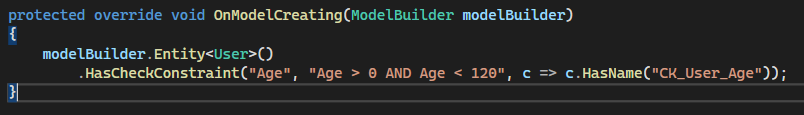 protected override void OnModelCreating(ModelBuilder modelBuilder)
{
modelBuilder.Entity<User>()
.HasCheckConstraint("Age", "Age > 0 AND Age < 120", c => c.HasName("CK_User_Age"));
}